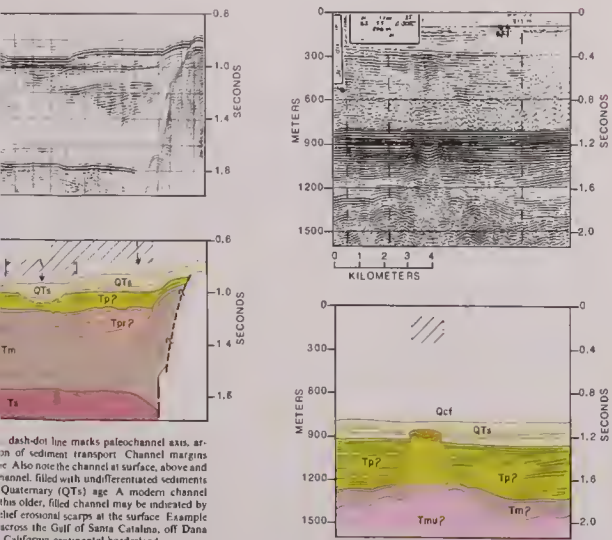 0.8
1.0
1.4
1.8
SECONDS
0
300
600
900
1200
1500
METERS
0
0.4
0.8
1.2
1.6
2.0
SECONDS
0 1 2 3 4
KILOMETERS
0.6
1.0
1.4
1.8
SECONDS
QTs
QTs
Tp?
Tpr?
Tm
Ts
0
300
600
900
1200
1500
METERS
0
0.4
0.8
1.2
1.6
2.0
SECONDS
Qcf
QTs
Tp?
Tp?
Tm?
Tmu?
dash-dot line marks paleochannel axis, ar-
on of sediment transport Channel margins
e. Also note the channel at surface, above and
hannel, filled with undifferentiated sediments
Quaternary (QTs) age A modern channel
this older, filled channel may be indicated by
lief erosional scarps at the surface Example
across the Gulf of Santa Catalina, off Dana
California continental borderland